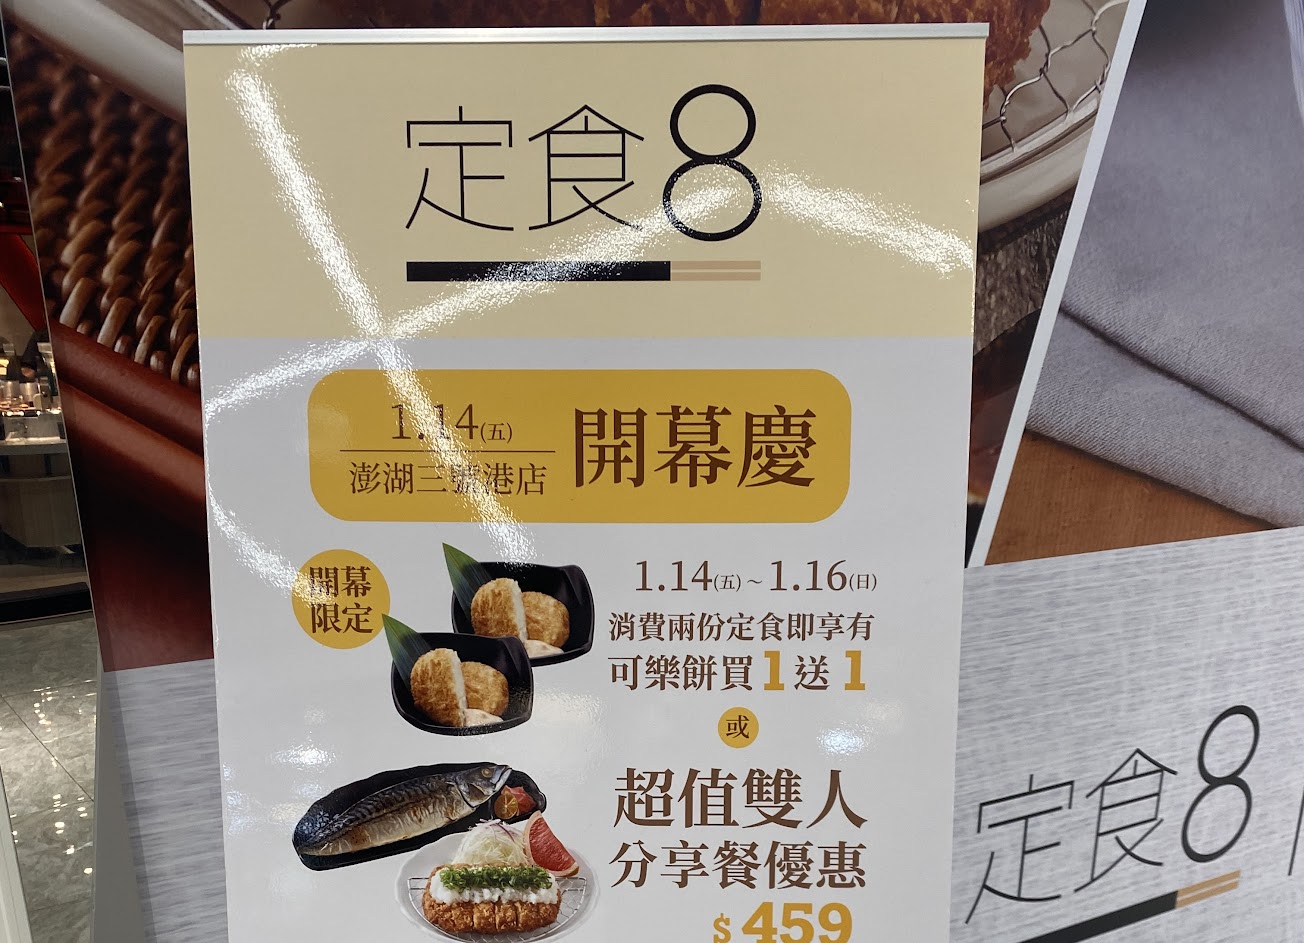 定食8
1.14(五)
澎湖三號港店
開幕慶
開幕
限定
1.14(五)~1.16(日)
消費兩份定食即享有
可樂餅買1送1
或
超值雙人
分享餐優惠
$459
定食8